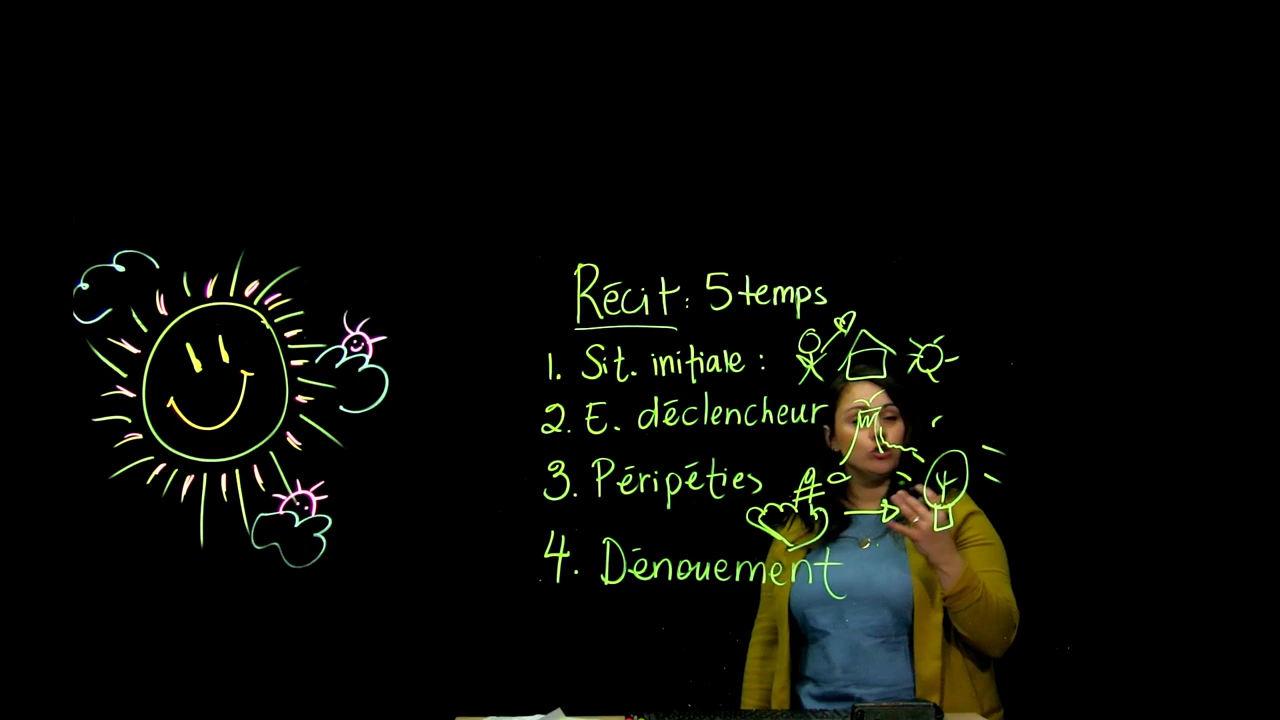 Récit : 5 temps
1. Sit. initiale :
2. E. déclencheur
3. Péripéties
4. Dénouement